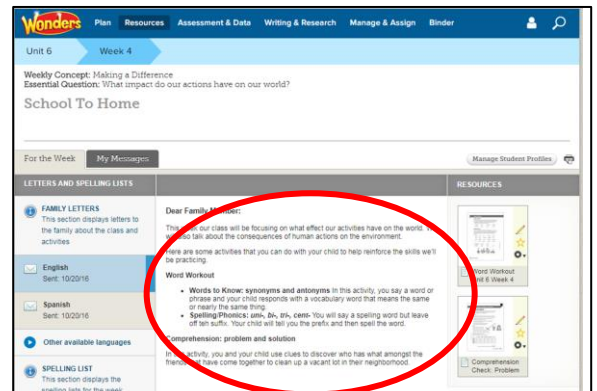 Wonders Plan Resources Assessment & Data Writing & Research Manage & Assign Binder
Unit 6 Week 4
Weekly Concept: Making a Difference
Essential Question: What impact do our actions have on our world?
School To Home
For the Week My Messages Manage Student Profiles
LETTERS AND SPELLING LISTS RESOURCES
FAMILY LETTERS
This section displays letters to
the family about the class and
activities
English
Sent: 10/20/16
Spanish
Sent: 10/20/16
Other available languages
SPELLING LIST
This section displays the
spelling lists for the week
Dear Family Member:
This week our class will be focusing on what effect our activities have on the world.
will also talk about the consequences of human actions on the environment.
Here are some activities that you can do with your child to help reinforce the skills we'll
be practicing.
Word Workout
• Words to Know: synonyms and antonyms In this activity, you say a word or
phrase and your child responds with a vocabulary word that means the same
or nearly the same thing.
• Spelling/Phonics: uni-, bi-, tri-, cent- You will say a spelling word but leave
off teh suffix. Your child will tell you the prefix and then spell the word.
Comprehension: problem and solution
In this activity, you and your child use clues to discover who has what amongst the
friends that have come together to clean up a vacant lot in their neighborhood.
Word Workout
Unit 6 Week 4
Comprehension
Check: Problem